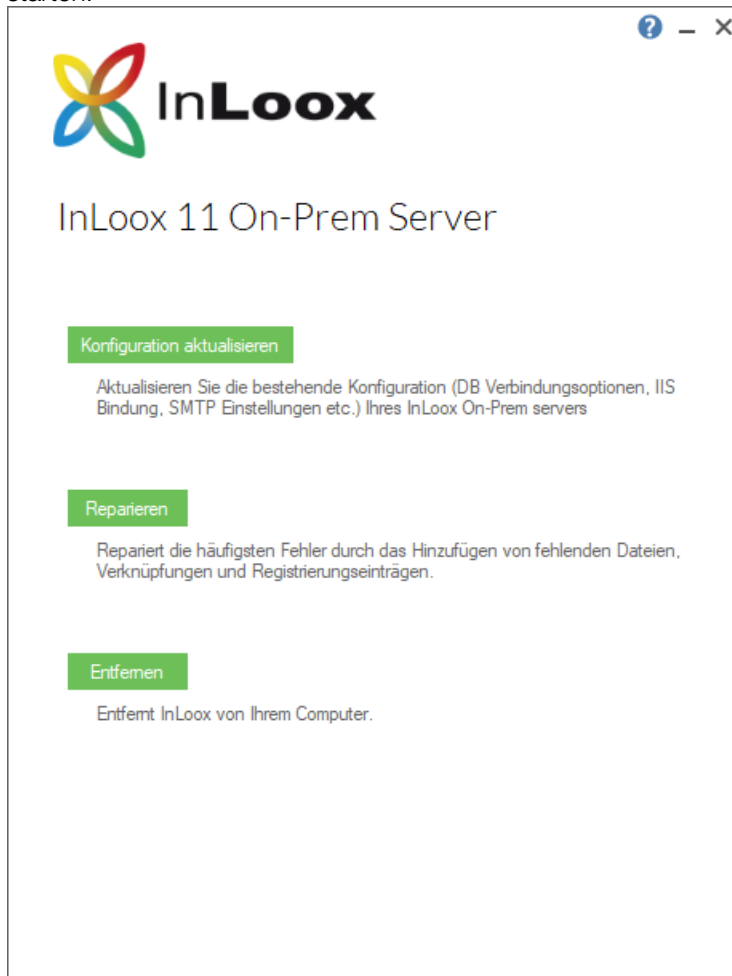 starten.
InLoox
InLoox 11 On-Prem Server
Konfiguration aktualisieren
Aktualisieren Sie die bestehende Konfiguration (DB Verbindungsoptionen, IIS
Bindung, SMTP Einstellungen etc.) Ihres InLoox On-Prem servers
Reparieren
Repariert die häufigsten Fehler durch das Hinzufügen von fehlenden Dateien,
Verknüpfungen und Registrierungseinträgen.
Entfernen
Entfernt InLoox von Ihrem Computer.